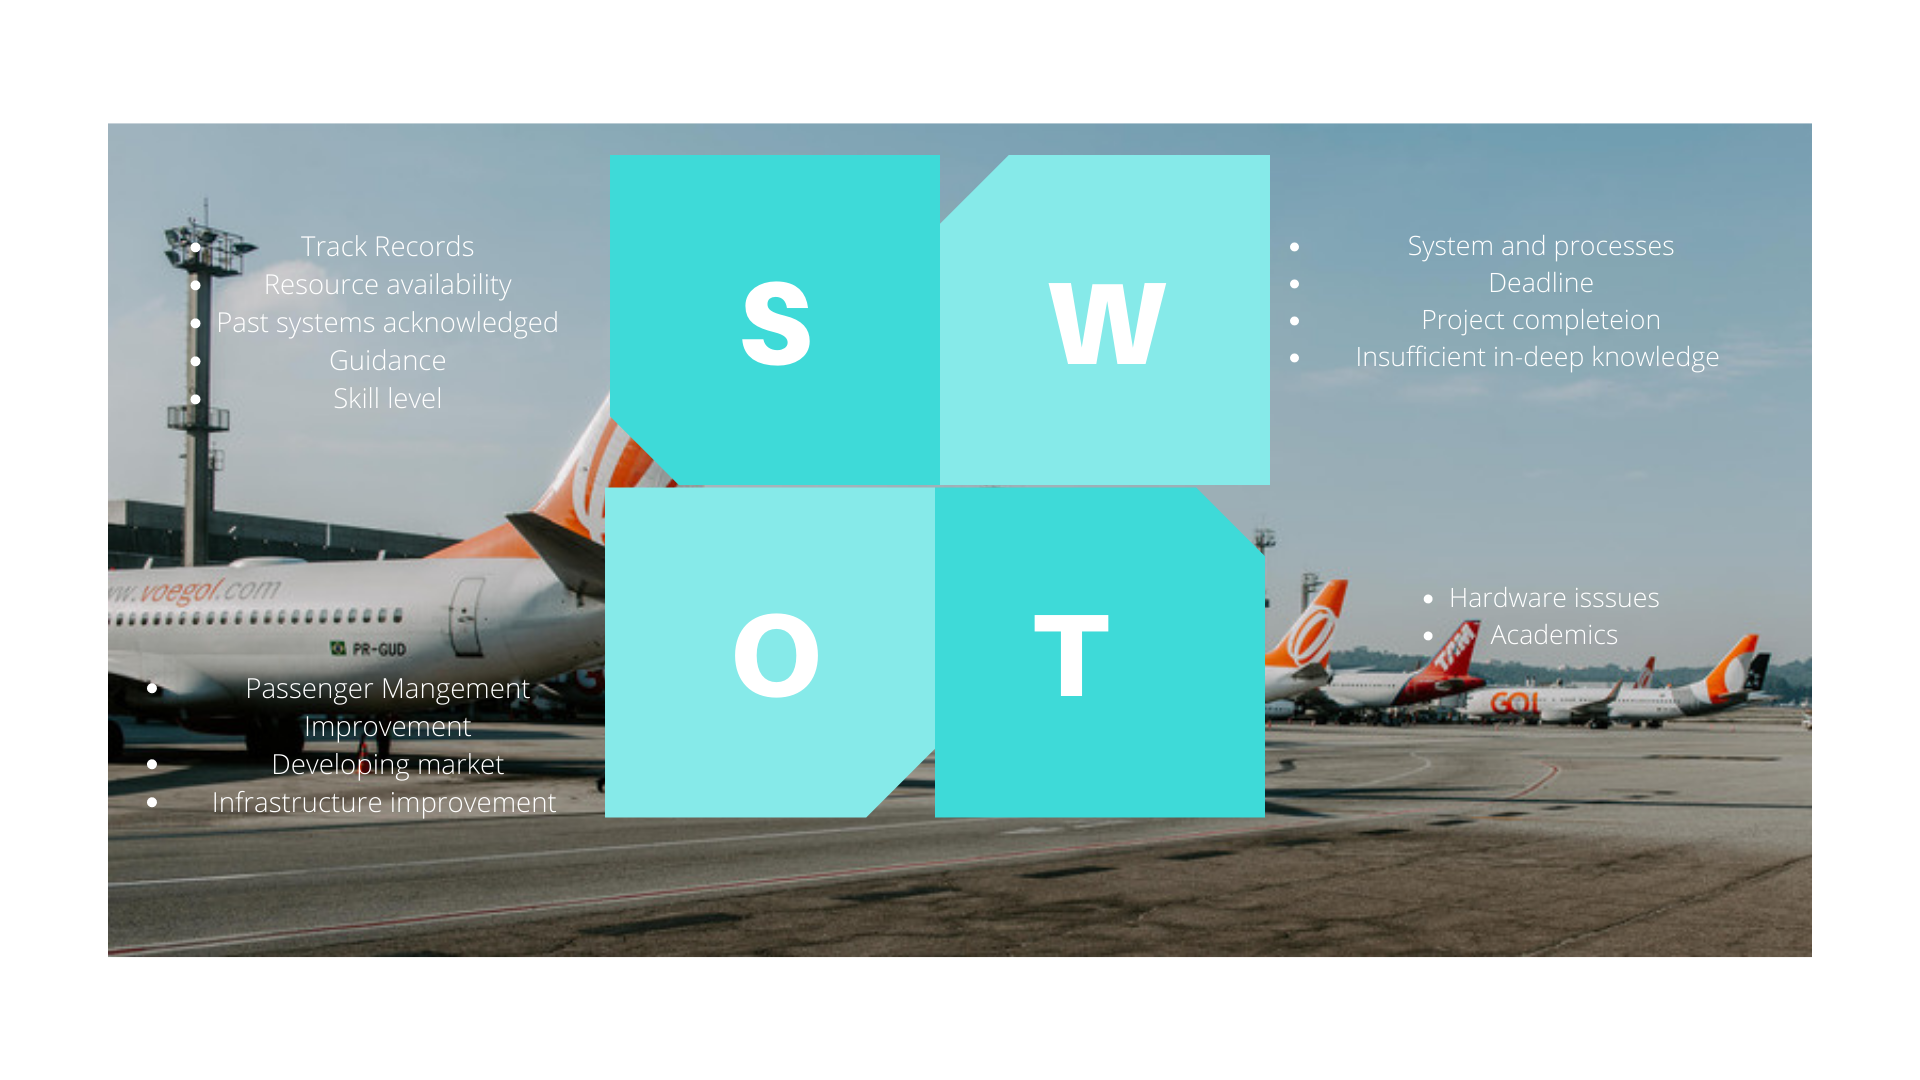 S
W
• Track Records
• Resource availability
• Past systems acknowledged
• Guidance
• Skill level
• System and processes
• Deadline
• Project completeion
• Insufficient in-deep knowledge
O
T
• Passenger Mangement
Improvement
• Developing market
• Infrastructure improvement
• Hardware isssues
• Academics
w.voegol.com
PR-GUD
TAM
GOL